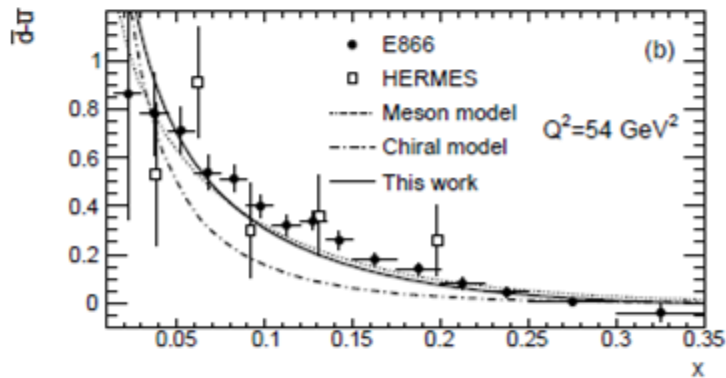 d̄-ū
1
0.8
0.6
0.4
0.2
0
E866
HERMES
Meson model
Chiral model
This work
(b)
Q²=54 GeV²
0.05 0.1 0.15 0.2 0.25 0.3 0.35
x